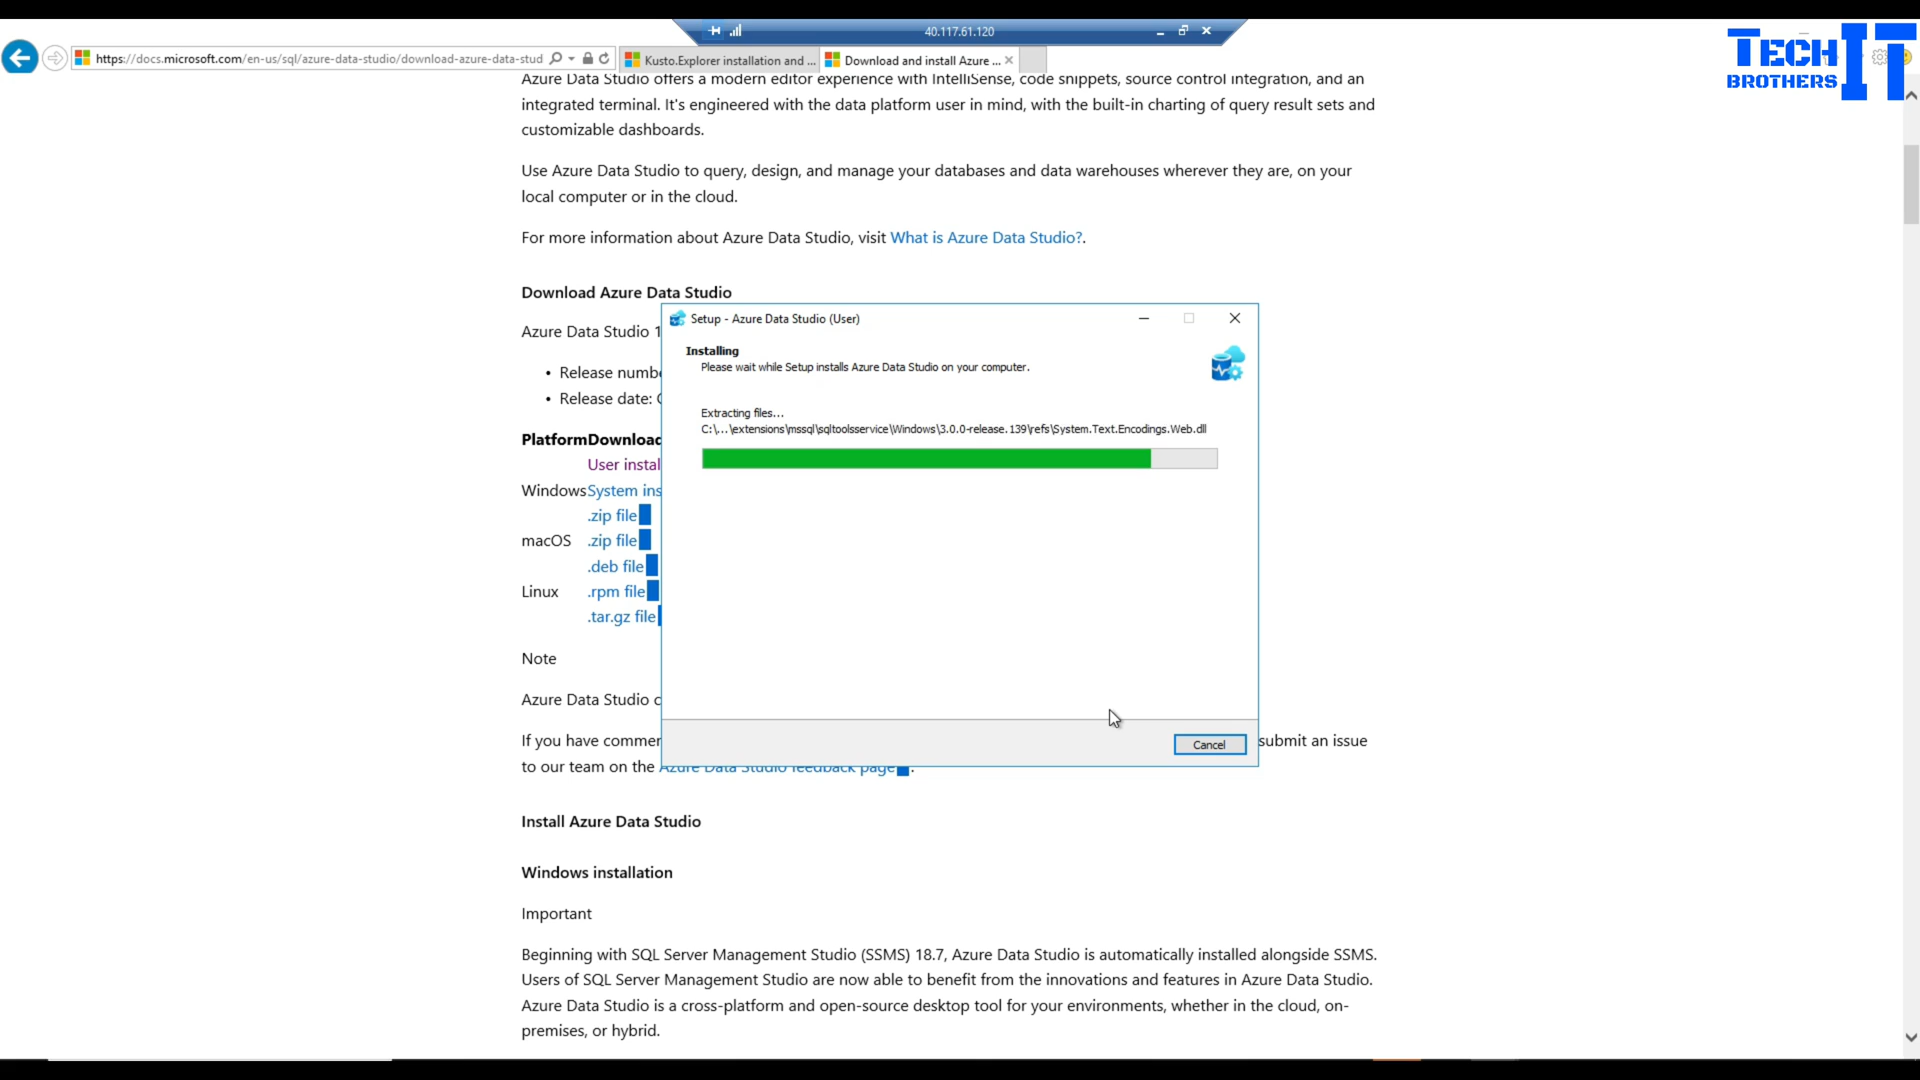 40.117.61.120
TECH IT
BROTHERS
https://docs.microsoft.com/en-us/sql/azure-data-studio/download-azure-data-stud
Kusto.Explorer installation and ...
Download and install Azure ...
Azure Data Studio offers a modern editor experience with IntelliSense, code snippets, source control integration, and an
integrated terminal. It's engineered with the data platform user in mind, with the built-in charting of query result sets and
customizable dashboards.
Use Azure Data Studio to query, design, and manage your databases and data warehouses wherever they are, on your
local computer or in the cloud.
For more information about Azure Data Studio, visit What is Azure Data Studio?.
Download Azure Data Studio
Azure Data Studio 1
Release numbe
Release date:
PlatformDownload
User instal
WindowsSystem ins
.zip file
macOS .zip file
.deb file
Linux .rpm file
.tar.gz file
Note
Azure Data Studio c
If you have commer
submit an issue
to our team on the Azure Data Studio feedback page.
Setup - Azure Data Studio (User)
Installing
Please wait while Setup installs Azure Data Studio on your computer.
Extracting files...
C:\...\extensions\mssql\sqltoolsservice\Windows\3.0.0-release.139\refs\System.Text.Encodings.Web.dll
Cancel
Install Azure Data Studio
Windows installation
Important
Beginning with SQL Server Management Studio (SSMS) 18.7, Azure Data Studio is automatically installed alongside SSMS.
Users of SQL Server Management Studio are now able to benefit from the innovations and features in Azure Data Studio.
Azure Data Studio is a cross-platform and open-source desktop tool for your environments, whether in the cloud, on-
premises, or hybrid.